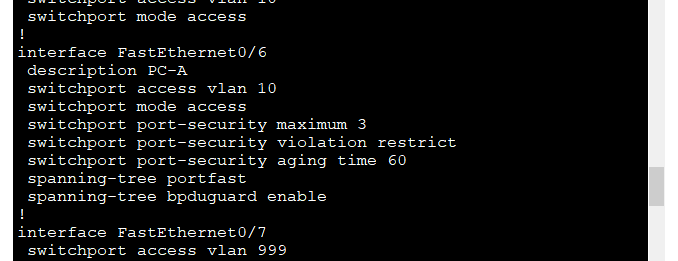 switchport access vlan 10
switchport mode access
!
interface FastEthernet0/6
description PC-A
switchport access vlan 10
switchport mode access
switchport port-security maximum 3
switchport port-security violation restrict
switchport port-security aging time 60
spanning-tree portfast
spanning-tree bpduguard enable
!
interface FastEthernet0/7
switchport access vlan 999